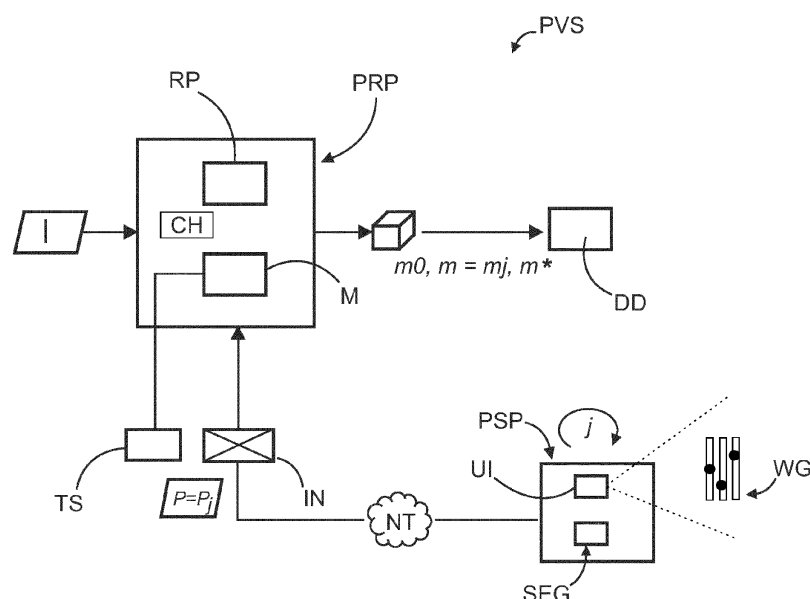 PVS
RP
PRP
I
CH
m0, m = mj, m*
M
DD
PSP
j
UI
WG
TS
P=Pj
IN
NT
SEG